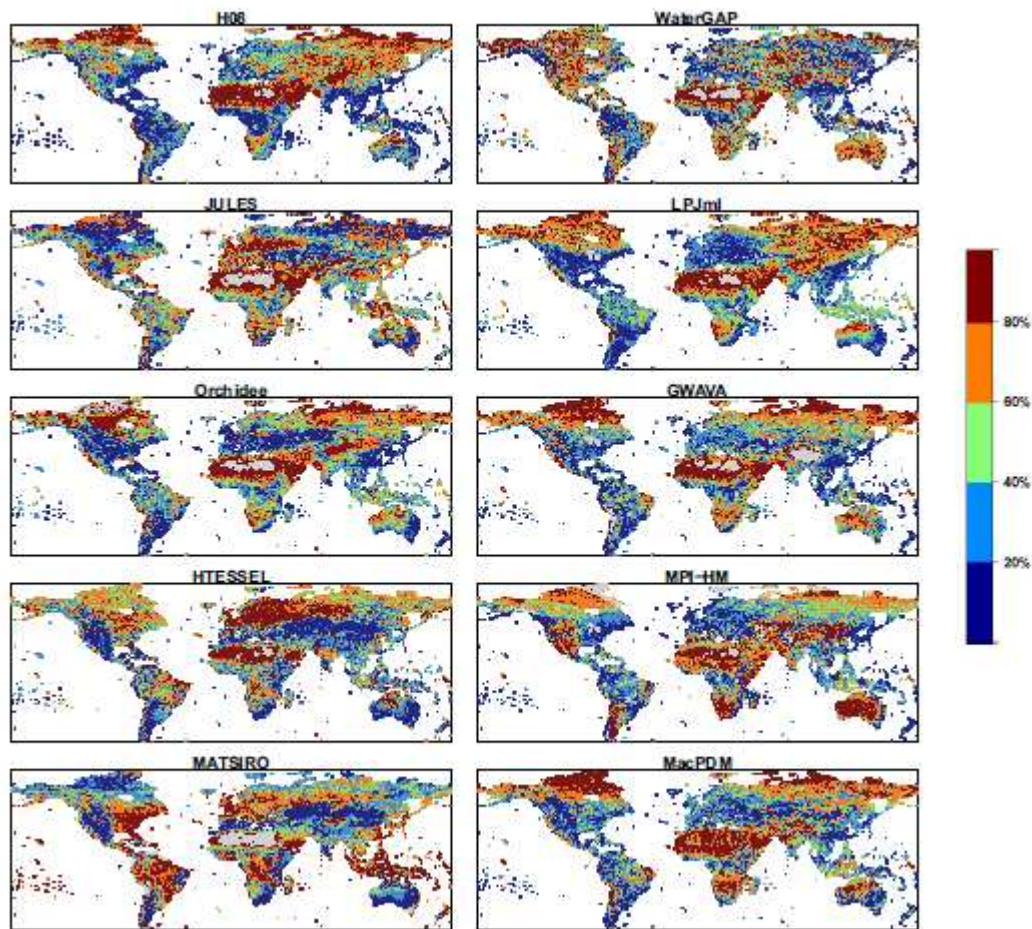 H08
WaterGAP
JULES
LPJml
Orchidee
GWAVA
HTESSEL
MPI-HM
MATSIRO
MacPDM
80%
60%
40%
20%